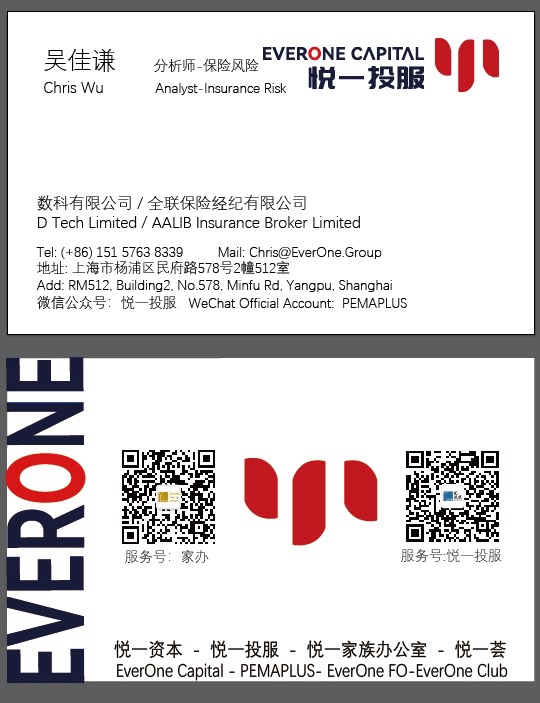 吴佳谦
Chris Wu
分析师-保险风险
Analyst-Insurance Risk
EVERONE CAPITAL
悦一投服
数科有限公司 / 全联保险经纪有限公司
D Tech Limited / AALIB Insurance Broker Limited
Tel: (+86) 151 5763 8339 Mail: Chris@EverOne.Group
地址: 上海市杨浦区民府路578号2幢512室
Add: RM512, Building2, No.578, Minfu Rd, Yangpu, Shanghai
微信公众号: 悦一投服 WeChat Official Account: PEMAPLUS
EVERONE
服务号: 家办
服务号:悦一投服
悦一资本 - 悦一投服 - 悦一家族办公室 - 悦一荟
EverOne Capital - PEMAPLUS- EverOne FO-EverOne Club